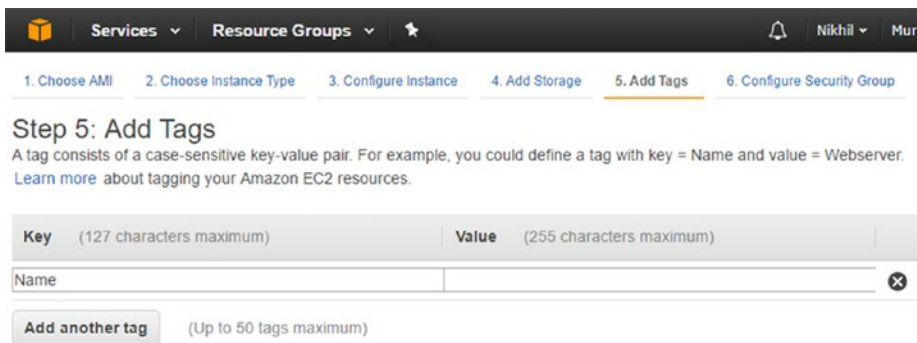 Services Resource Groups Nikhil
1. Choose AMI 2. Choose Instance Type 3. Configure Instance 4. Add Storage 5. Add Tags 6. Configure Security Group
Step 5: Add Tags
A tag consists of a case-sensitive key-value pair. For example, you could define a tag with key = Name and value = Webserver.
Learn more about tagging your Amazon EC2 resources.
Key (127 characters maximum) Value (255 characters maximum)
Name
Add another tag (Up to 50 tags maximum)